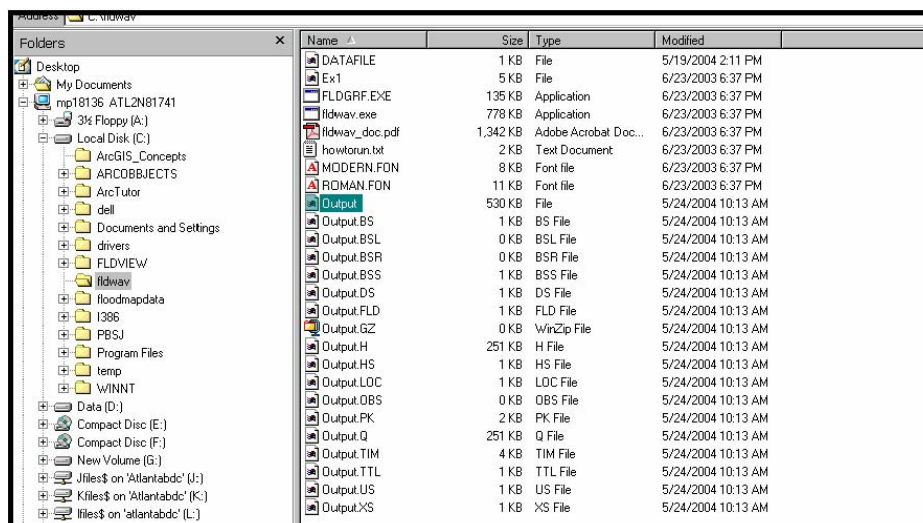 Address C:\fldwav
Folders
Desktop
My Documents
mp18136 ATL2N81741
3½ Floppy (A:)
Local Disk (C:)
ArcGIS_Concepts
ARCOBBJECTS
ArcTutor
dell
Documents and Settings
drivers
FLDVIEW
fldwav
floodmapdata
I386
PBSJ
Program Files
temp
WINNT
Data (D:)
Compact Disc (E:)
Compact Disc (F:)
New Volume (G:)
Jfiles$ on 'Atlantabdc' (J:)
Kfiles$ on 'Atlantabdc' (K:)
lfiles$ on 'atlantabdc' (L:)
Name Size Type Modified
DATAFILE 1 KB File 5/19/2004 2:11 PM
Ex1 5 KB File 6/23/2003 6:37 PM
FLDGRF.EXE 135 KB Application 6/23/2003 6:37 PM
fldwav.exe 778 KB Application 6/23/2003 6:37 PM
fldwav_doc.pdf 1,342 KB Adobe Acrobat Doc... 6/23/2003 6:37 PM
howtorun.txt 2 KB Text Document 6/23/2003 6:37 PM
MODERN.FON 8 KB Font file 6/23/2003 6:37 PM
ROMAN.FON 11 KB Font file 6/23/2003 6:37 PM
Output 530 KB File 5/24/2004 10:13 AM
Output.BS 1 KB BS File 5/24/2004 10:13 AM
Output.BSL 0 KB BSL File 5/24/2004 10:13 AM
Output.BSR 0 KB BSR File 5/24/2004 10:13 AM
Output.BSS 1 KB BSS File 5/24/2004 10:13 AM
Output.DS 1 KB DS File 5/24/2004 10:13 AM
Output.FLD 1 KB FLD File 5/24/2004 10:13 AM
Output.GZ 0 KB WinZip File 5/24/2004 10:13 AM
Output.H 251 KB H File 5/24/2004 10:13 AM
Output.HS 1 KB HS File 5/24/2004 10:13 AM
Output.LOC 1 KB LOC File 5/24/2004 10:13 AM
Output.OBS 0 KB OBS File 5/24/2004 10:13 AM
Output.PK 2 KB PK File 5/24/2004 10:13 AM
Output.Q 251 KB Q File 5/24/2004 10:13 AM
Output.TIM 4 KB TIM File 5/24/2004 10:13 AM
Output.TTL 1 KB TTL File 5/24/2004 10:13 AM
Output.US 1 KB US File 5/24/2004 10:13 AM
Output.XS 1 KB XS File 5/24/2004 10:13 AM